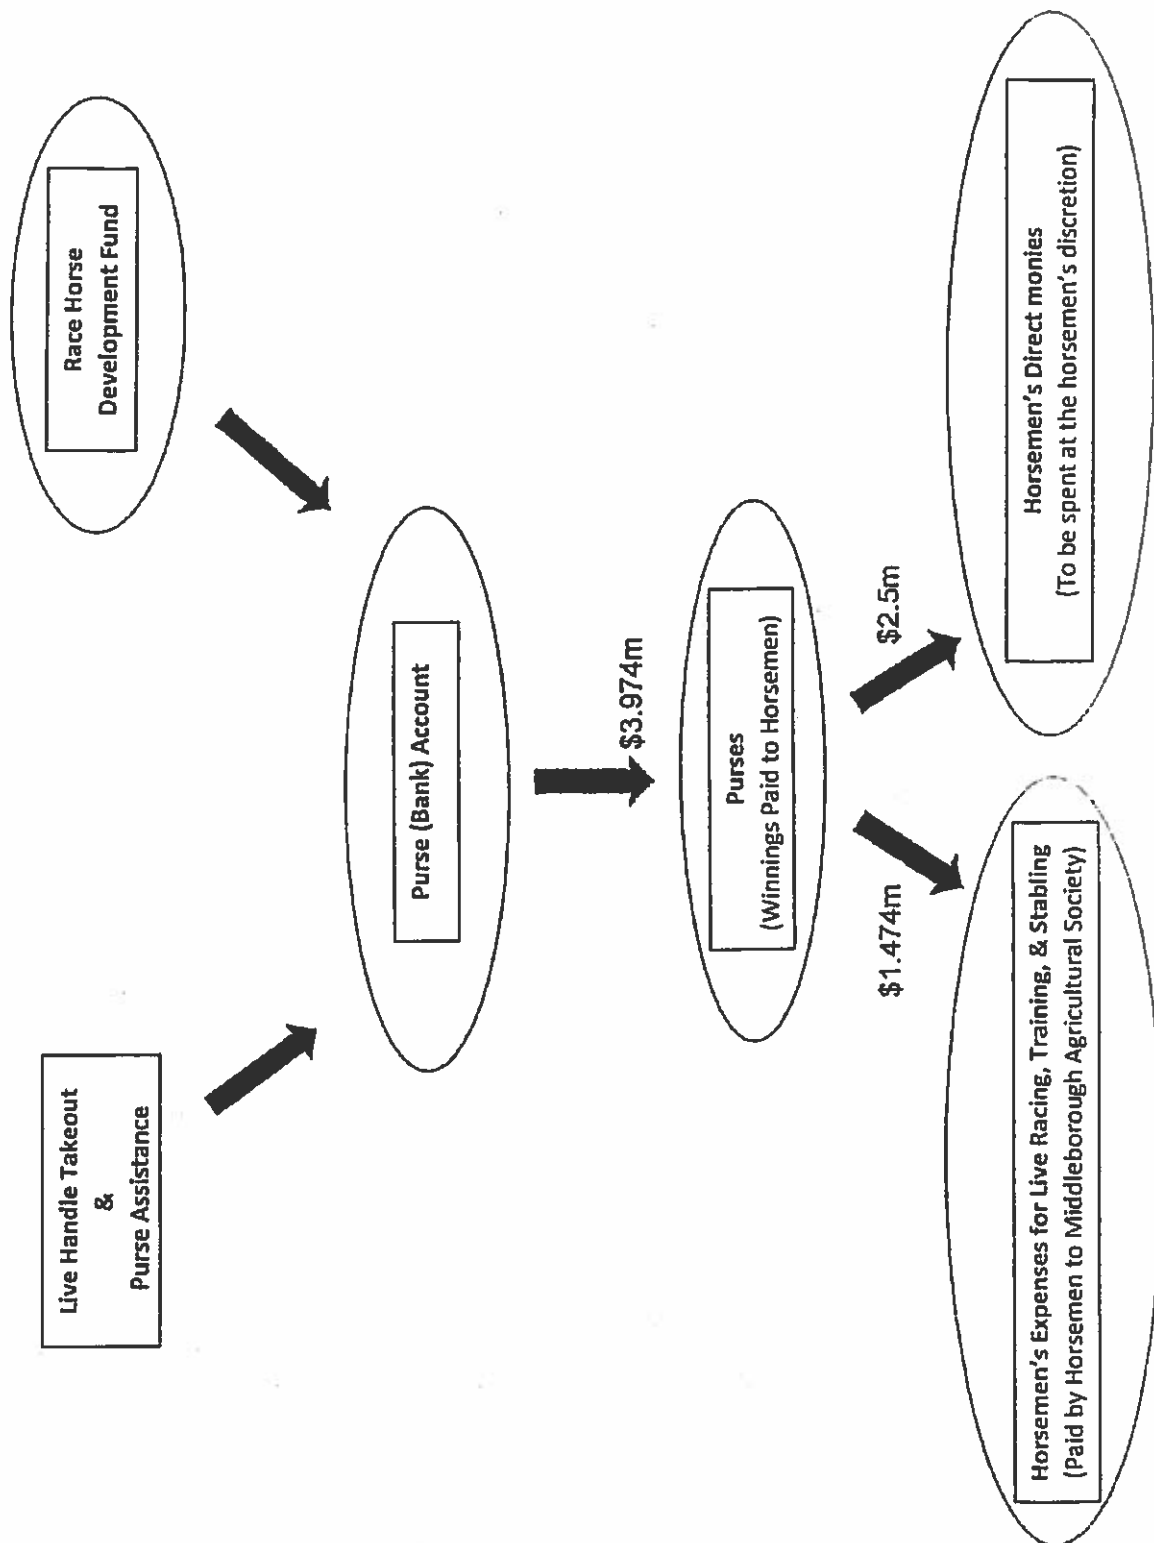 Live Handle Takeout
&
Purse Assistance
Race Horse
Development Fund
Purse (Bank) Account
$3.974m
Purses
(Winnings Paid to Horsemen)
$1.474m
$2.5m
Horsemen's Expenses for Live Racing, Training, & Stabling
(Paid by Horsemen to Middleborough Agricultural Society)
Horsemen's Direct monies
(To be spent at the horsemen's discretion)